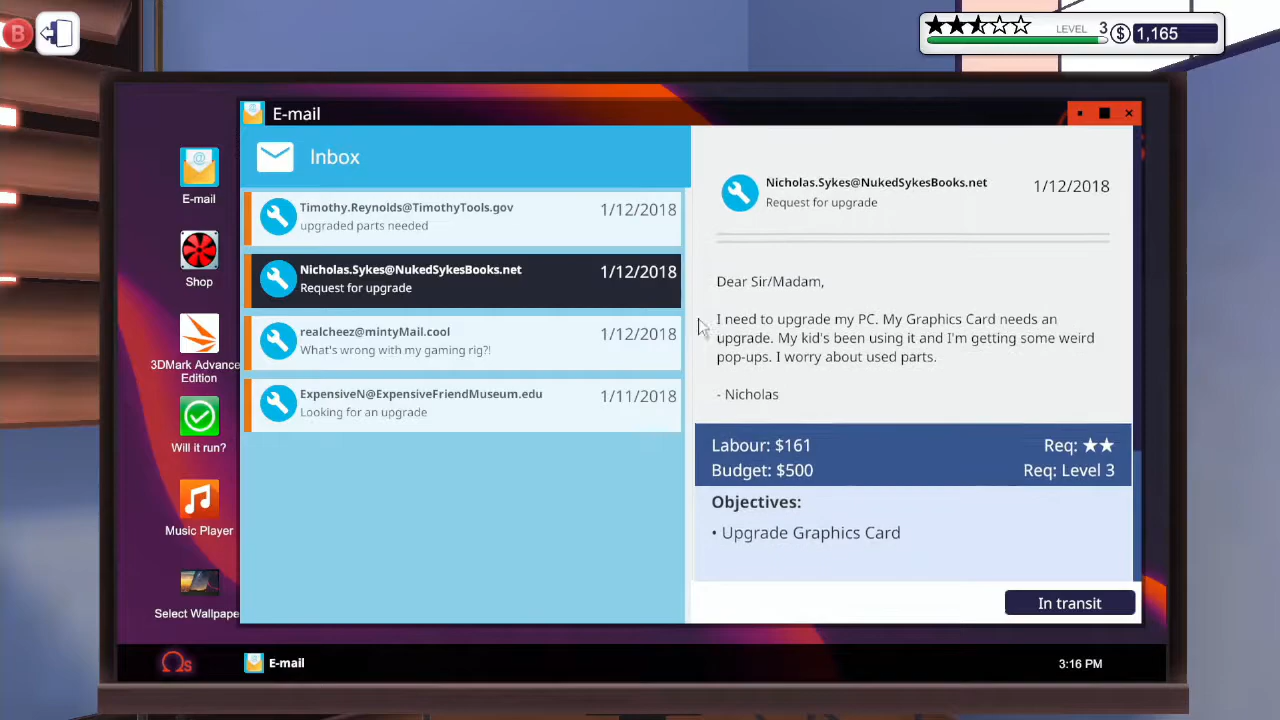 B
LEVEL 3 $ 1,165
E-mail
Inbox
Timothy.Reynolds@TimothyTools.gov 1/12/2018
upgraded parts needed
Nicholas.Sykes@NukedSykesBooks.net 1/12/2018
Request for upgrade
realcheez@mintyMail.cool 1/12/2018
What's wrong with my gaming rig?!
ExpensiveN@ExpensiveFriendMuseum.edu 1/11/2018
Looking for an upgrade
Nicholas.Sykes@NukedSykesBooks.net 1/12/2018
Request for upgrade
Dear Sir/Madam,
I need to upgrade my PC. My Graphics Card needs an
upgrade. My kid's been using it and I'm getting some weird
pop-ups. I worry about used parts.
- Nicholas
Labour: $161 Req: ★★
Budget: $500 Req: Level 3
Objectives:
• Upgrade Graphics Card
In transit
E-mail
Shop
3DMark Advance
Edition
Will it run?
Music Player
Select Wallpape
Ωs E-mail 3:16 PM